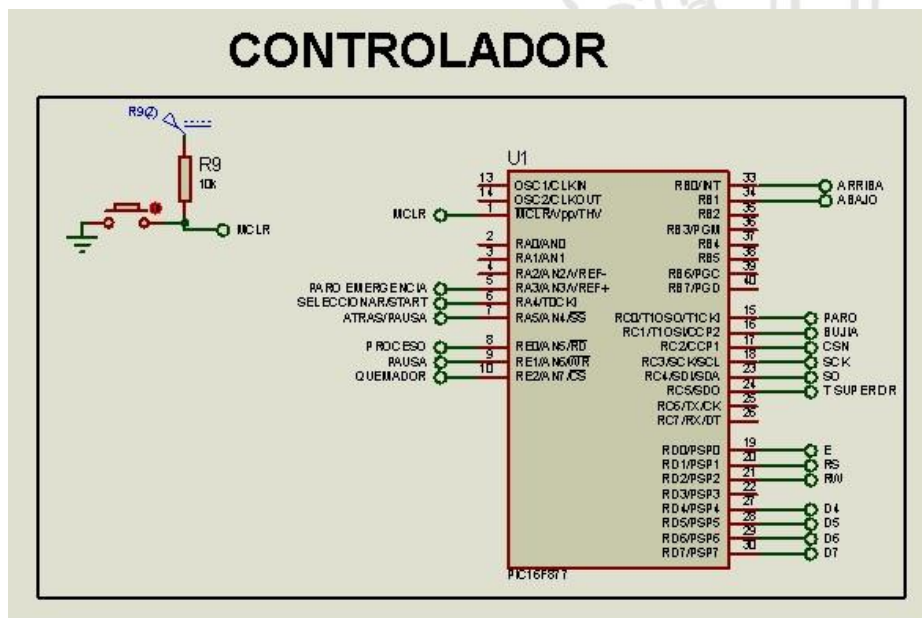 CONTROLADOR
R9(2)
R9
10k
MCLR
U1
PIC16F877
13 OSC1/CLKIN
14 OSC2/CLKOUT
MCLR 1 MCLR/Vpp/THV
2 RA0/AN0
3 RA1/AN1
4 RA2/AN2/VREF-
PARO EMERGENCIA 5 RA3/AN3/VREF+
SELECCIONAR/START 6 RA4/T0CKI
ATRAS/PAUSA 7 RA5/AN4/SS
PROCESO 8 RE0/AN5/RD
PAUSA 9 RE1/AN6/WR
QUEMADOR 10 RE2/AN7/CS
RB0/INT 33 ARRIBA
RB1 34 ABAJO
RB2 35
RB3/PGM 36
RB4 37
RB5 38
RB6/PGC 39
RB7/PGD 40
RC0/T1OSO/T1CKI 15 PARO
RC1/T1OSI/CCP2 16 BUJIA
RC2/CCP1 17 CSN
RC3/SCK/SCL 18 SCK
RC4/SDI/SDA 23 SO
RC5/SDO 24 TSUPERDR
RC6/TX/CK 25
RC7/RX/DT 26
RD0/PSP0 19 E
RD1/PSP1 20 RS
RD2/PSP2 21 RW
RD3/PSP3 22
RD4/PSP4 27 D4
RD5/PSP5 28 D5
RD6/PSP6 29 D6
RD7/PSP7 30 D7